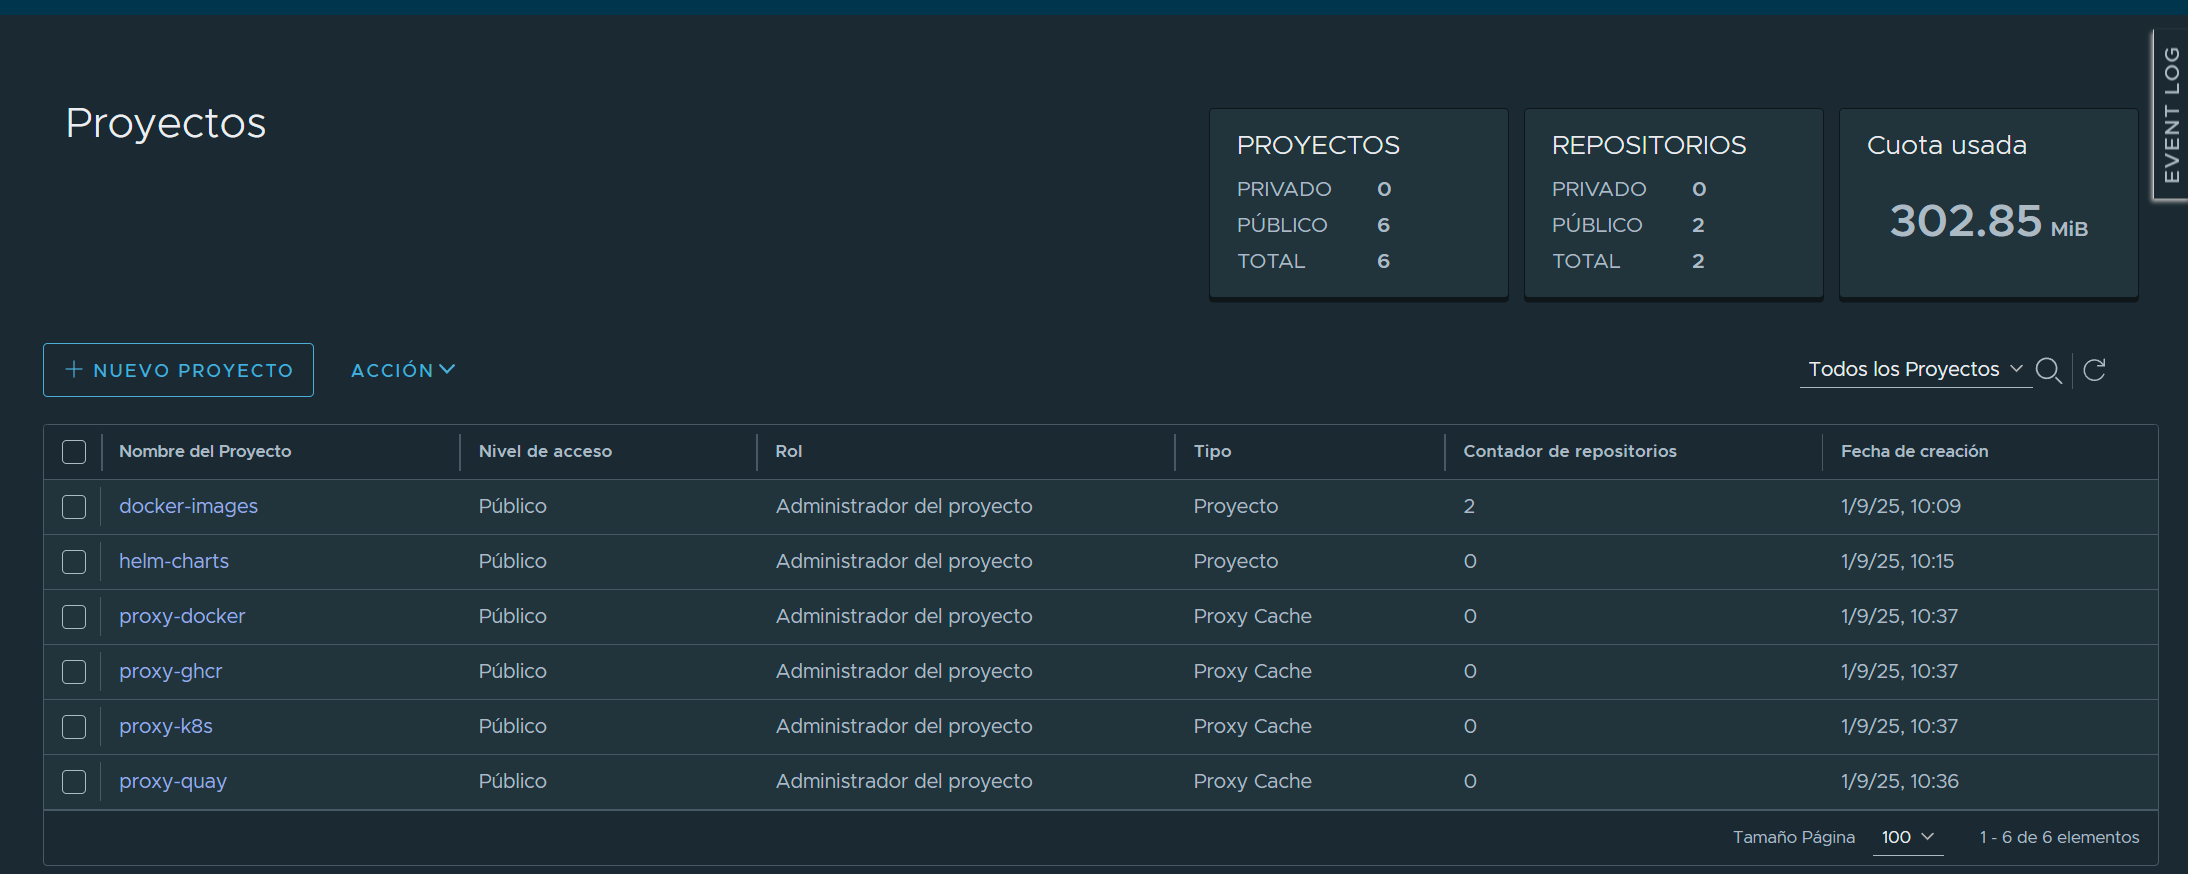 EVENT LOG
Proyectos
PROYECTOS
PRIVADO 0
PÚBLICO 6
TOTAL 6
REPOSITORIOS
PRIVADO 0
PÚBLICO 2
TOTAL 2
Cuota usada
302.85 MiB
NUEVO PROYECTO ACCIÓN Todos los Proyectos
Nombre del Proyecto Nivel de acceso Rol Tipo Contador de repositorios Fecha de creación
docker-images Público Administrador del proyecto Proyecto 2 1/9/25, 10:09
helm-charts Público Administrador del proyecto Proyecto 0 1/9/25, 10:15
proxy-docker Público Administrador del proyecto Proxy Cache 0 1/9/25, 10:37
proxy-ghcr Público Administrador del proyecto Proxy Cache 0 1/9/25, 10:37
proxy-k8s Público Administrador del proyecto Proxy Cache 0 1/9/25, 10:37
proxy-quay Público Administrador del proyecto Proxy Cache 0 1/9/25, 10:36
Tamaño Página 100 1 - 6 de 6 elementos